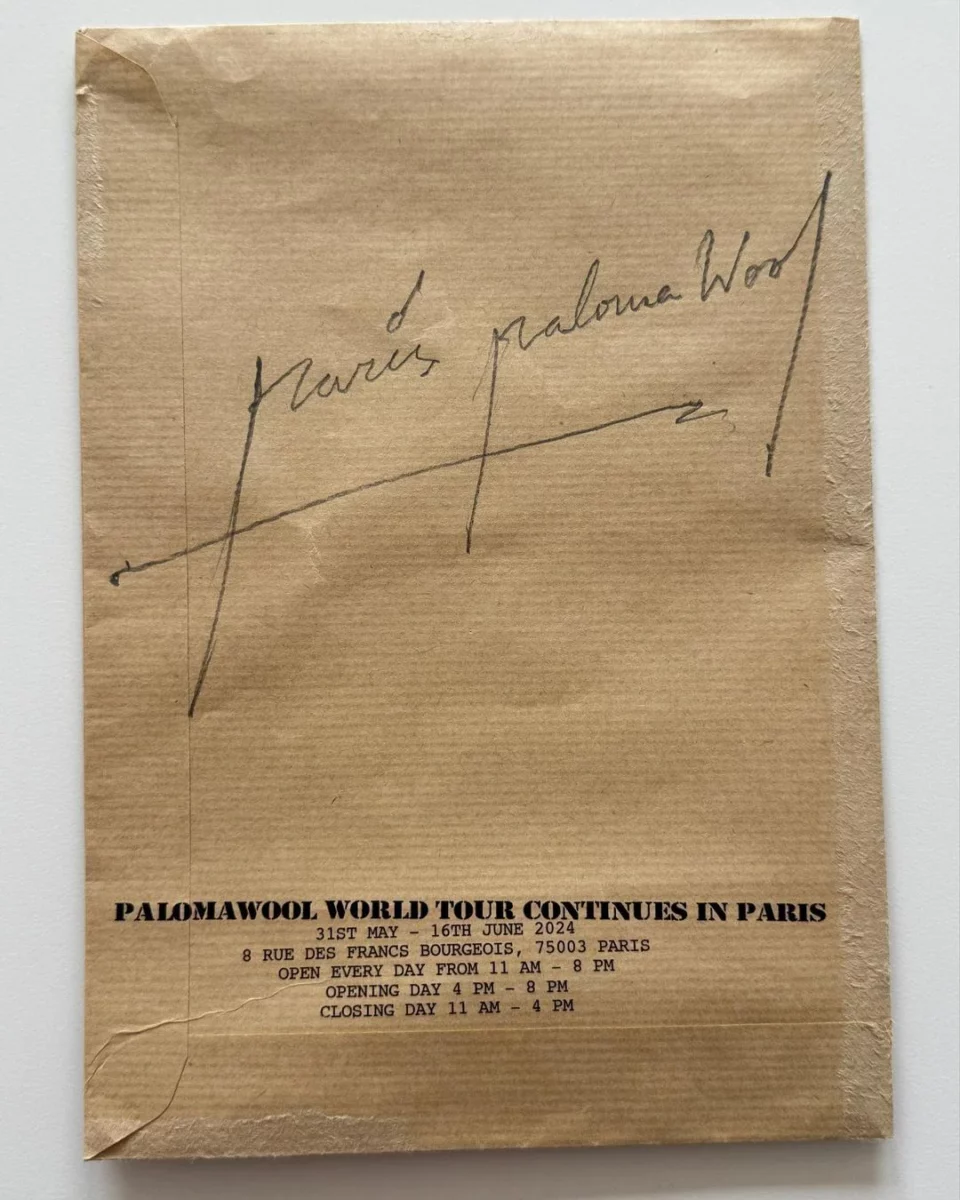 parís paloma Wool
PALOMAWOOL WORLD TOUR CONTINUES IN PARIS
31ST MAY - 16TH JUNE 2024
8 RUE DES FRANCS BOURGEOIS, 75003 PARIS
OPEN EVERY DAY FROM 11 AM - 8 PM
OPENING DAY 4 PM - 8 PM
CLOSING DAY 11 AM - 4 PM